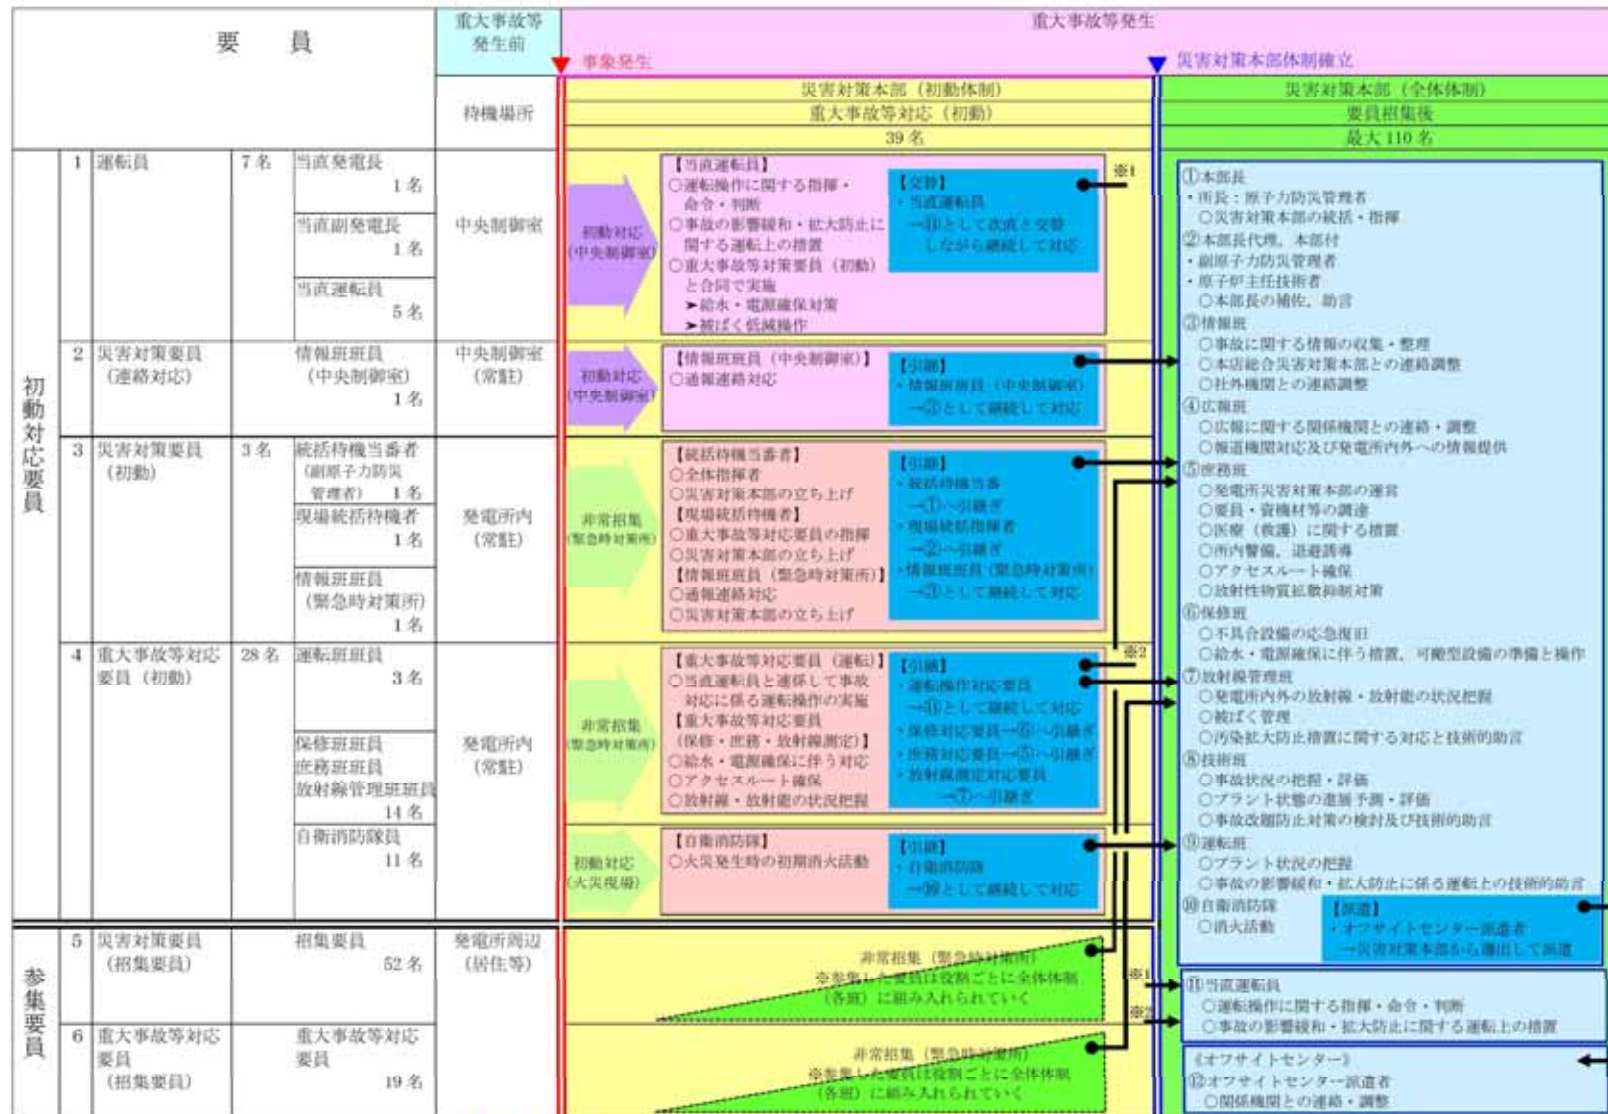 要 員
重大事故等
発生前
重大事故等発生
事象発生
災害対策本部体制確立
待機場所
災害対策本部（初動体制）
重大事故等対応（初動）
39名
災害対策本部（全体体制）
要員招集後
最大110名
初動対応要員
1 運転員 7名
当直発電長
1名
当直副発電長
1名
当直運転員
5名
中央制御室
初動対応
(中央制御室)
【当直運転員】
○運転操作に関する指揮・
命令・判断
○事故の影響緩和・拡大防止に
関する運転上の措置
○重大事故等対策要員（初動）
と合同で実施
➤給水・電源確保対策
➤被ばく低減操作
【交替】
・当直運転員
→⑪として次直と交替
しながら継続して対応
※1
2 災害対策要員
（連絡対応）
情報班班員
（中央制御室）
1名
中央制御室
（常駐）
初動対応
(中央制御室)
【情報班班員（中央制御室）】
○通報連絡対応
【引継】
・情報班班員（中央制御室）
→③として継続して対応
3 災害対策要員 3名
（初動）
統括待機当番者
（副原子力防災
管理者） 1名
現場統括待機者
1名
情報班班員
（緊急時対策所）
1名
発電所内
（常駐）
非常招集
(緊急時対策所)
【統括待機当番者】
○全体指揮者
○災害対策本部の立ち上げ
【現場統括待機者】
○重大事故等対応要員の指揮
○災害対策本部の立ち上げ
【情報班班員（緊急時対策所）】
○通報連絡対応
○災害対策本部の立ち上げ
【引継】
・統括待機当番
→①へ引継ぎ
・現場統括指揮者
→②へ引継ぎ
・情報班班員（緊急時対策所）
→③として継続して対応
4 重大事故等対応 28名
要員（初動）
運転班班員
3名
保修班班員
庶務班班員
放射線管理班班員
14名
自衛消防隊員
11名
発電所内
（常駐）
非常招集
(緊急時対策所)
【重大事故等対応要員（運転）】
○当直運転員と連係して事故
対応に係る運転操作の実施
【重大事故等対応要員
（保修・庶務・放射線測定）】
○給水・電源確保に伴う対応
○アクセスルート確保
○放射線・放射能の状況把握
【引継】
・運転操作対応要員
→⑪として継続して対応
・保修対応要員→⑥へ引継ぎ
・庶務対応要員→⑤へ引継ぎ
・放射線測定対応要員
→⑦へ引継ぎ
※2
初動対応
(火災現場)
【自衛消防隊】
○火災発生時の初期消火活動
【引継】
・自衛消防隊
→⑩として継続して対応
参集要員
5 災害対策要員
（招集要員）
招集要員
52名
発電所周辺
（居住等）
非常招集（緊急時対策所）
※参集した要員は役割ごとに全体体制
（各班）に組み入れられていく
※1
※2
6 重大事故等対応
要員
（招集要員）
重大事故等対応
要員
19名
非常招集（緊急時対策所）
※参集した要員は役割ごとに全体体制
（各班）に組み入れられていく
①本部長
・所長：原子力防災管理者
○災害対策本部の統括・指揮
②本部長代理，本部付
・副原子力防災管理者
・原子炉主任技術者
○本部長の補佐，助言
③情報班
○事故に関する情報の収集・整理
○本店総合災害対策本部との連絡調整
○社外機関との連絡調整
④広報班
○広報に関する関係機関との連絡・調整
○報道機関対応及び発電所内外への情報提供
⑤庶務班
○発電所災害対策本部の運営
○要員・資機材等の調達
○医療（救護）に関する措置
○所内警備，退避誘導
○アクセスルート確保
○放射性物質拡散抑制対策
⑥保修班
○不具合設備の応急復旧
○給水・電源確保に伴う措置，可搬型設備の準備と操作
⑦放射線管理班
○発電所内外の放射線・放射能の状況把握
○被ばく管理
○汚染拡大防止措置に関する対応と技術的助言
⑧技術班
○事故状況の把握・評価
○プラント状態の進展予測・評価
○事故改題防止対策の検討及び技術的助言
⑨運転班
○プラント状況の把握
○事故の影響緩和・拡大防止に係る運転上の技術的助言
⑩自衛消防隊
○消火活動
【派遣】
・オフサイトセンター派遣者
→災害対策本部から選出して派遣
⑪当直運転員
○運転操作に関する指揮・命令・判断
○事故の影響緩和・拡大防止に関する運転上の措置
《オフサイトセンター》
⑫オフサイトセンター派遣者
○関係機関との連絡・調整